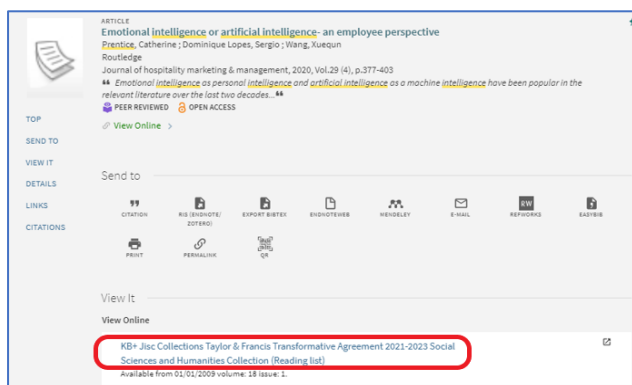 ARTICLE
Emotional intelligence or artificial intelligence- an employee perspective
Prentice, Catherine ; Dominique Lopes, Sergio ; Wang, Xuequn
Routledge
Journal of hospitality marketing & management, 2020, Vol.29 (4), p.377-403
❝ Emotional intelligence as personal intelligence and artificial intelligence as a machine intelligence have been popular in the
relevant literature over the last two decades...❝
PEER REVIEWED OPEN ACCESS
View Online >
TOP
SEND TO
VIEW IT
DETAILS
LINKS
CITATIONS
Send to
CITATION
RIS (ENDNOTE/
ZOTERO)
EXPORT BIBTEX
ENDNOTEWEB
MENDELEY
E-MAIL
RW
REFWORKS
EASYBIB
PRINT
PERMALINK
QR
View It
View Online
KB+ Jisc Collections Taylor & Francis Transformative Agreement 2021-2023 Social
Sciences and Humanities Collection (Reading list)
Available from 01/01/2009 volume: 18 issue: 1.